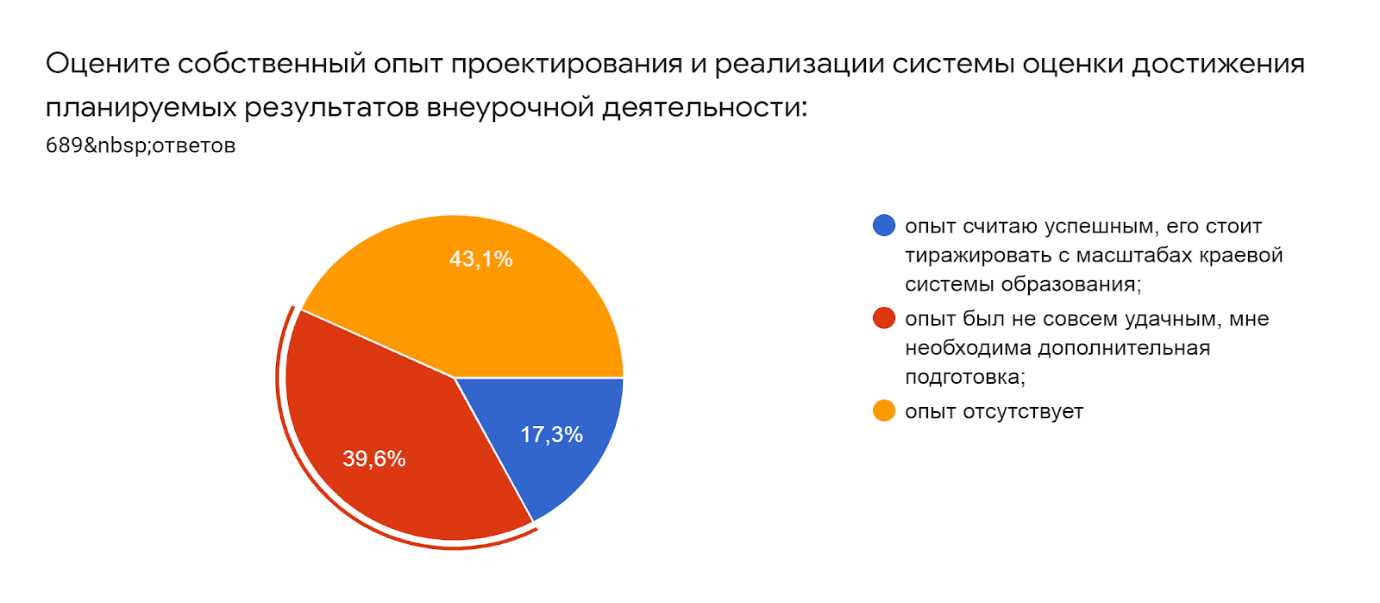 Оцените собственный опыт проектирования и реализации системы оценки достижения
планируемых результатов внеурочной деятельности:
689&nbsp;ответов
43,1%
39,6%
17,3%
опыт считаю успешным, его стоит
тиражировать с масштабах краевой
системы образования;
опыт был не совсем удачным, мне
необходима дополнительная
подготовка;
опыт отсутствует